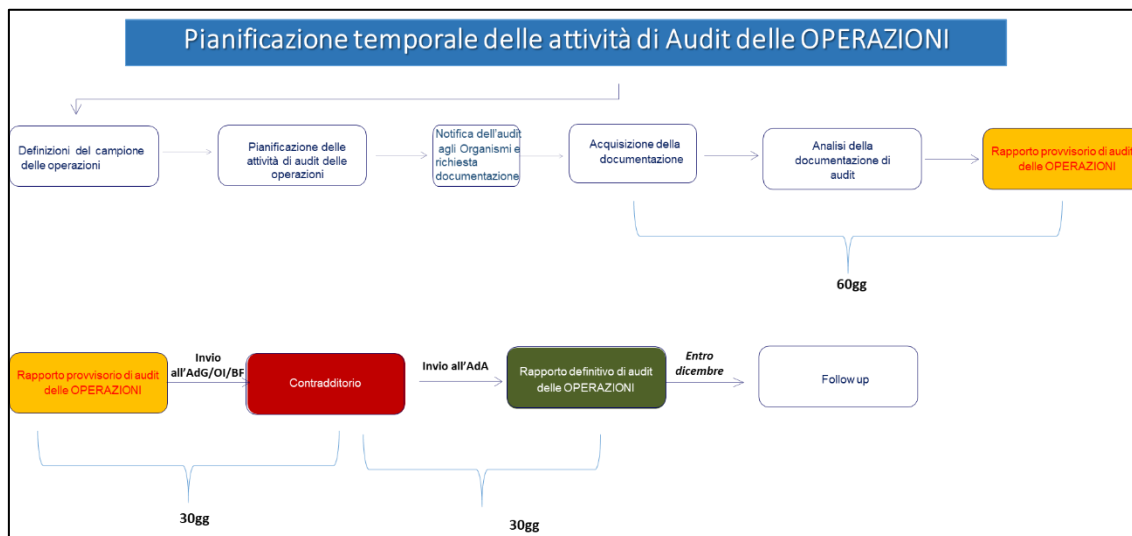 Pianificazione temporale delle attività di Audit delle OPERAZIONI
Definizioni del campione
delle operazioni
Pianificazione delle
attività di audit delle
operazioni
Notifica dell'audit
agli Organismi e
richiesta
documentazione
Acquisizione della
documentazione
Analisi della
documentazione di
audit
Rapporto provvisorio di audit
delle OPERAZIONI
60gg
Rapporto provvisorio di audit
delle OPERAZIONI
Invio
all'AdG/OI/BF
Contradditorio
Invio all'AdA
Rapporto definitivo di audit
delle OPERAZIONI
Entro
dicembre
Follow up
30gg
30gg